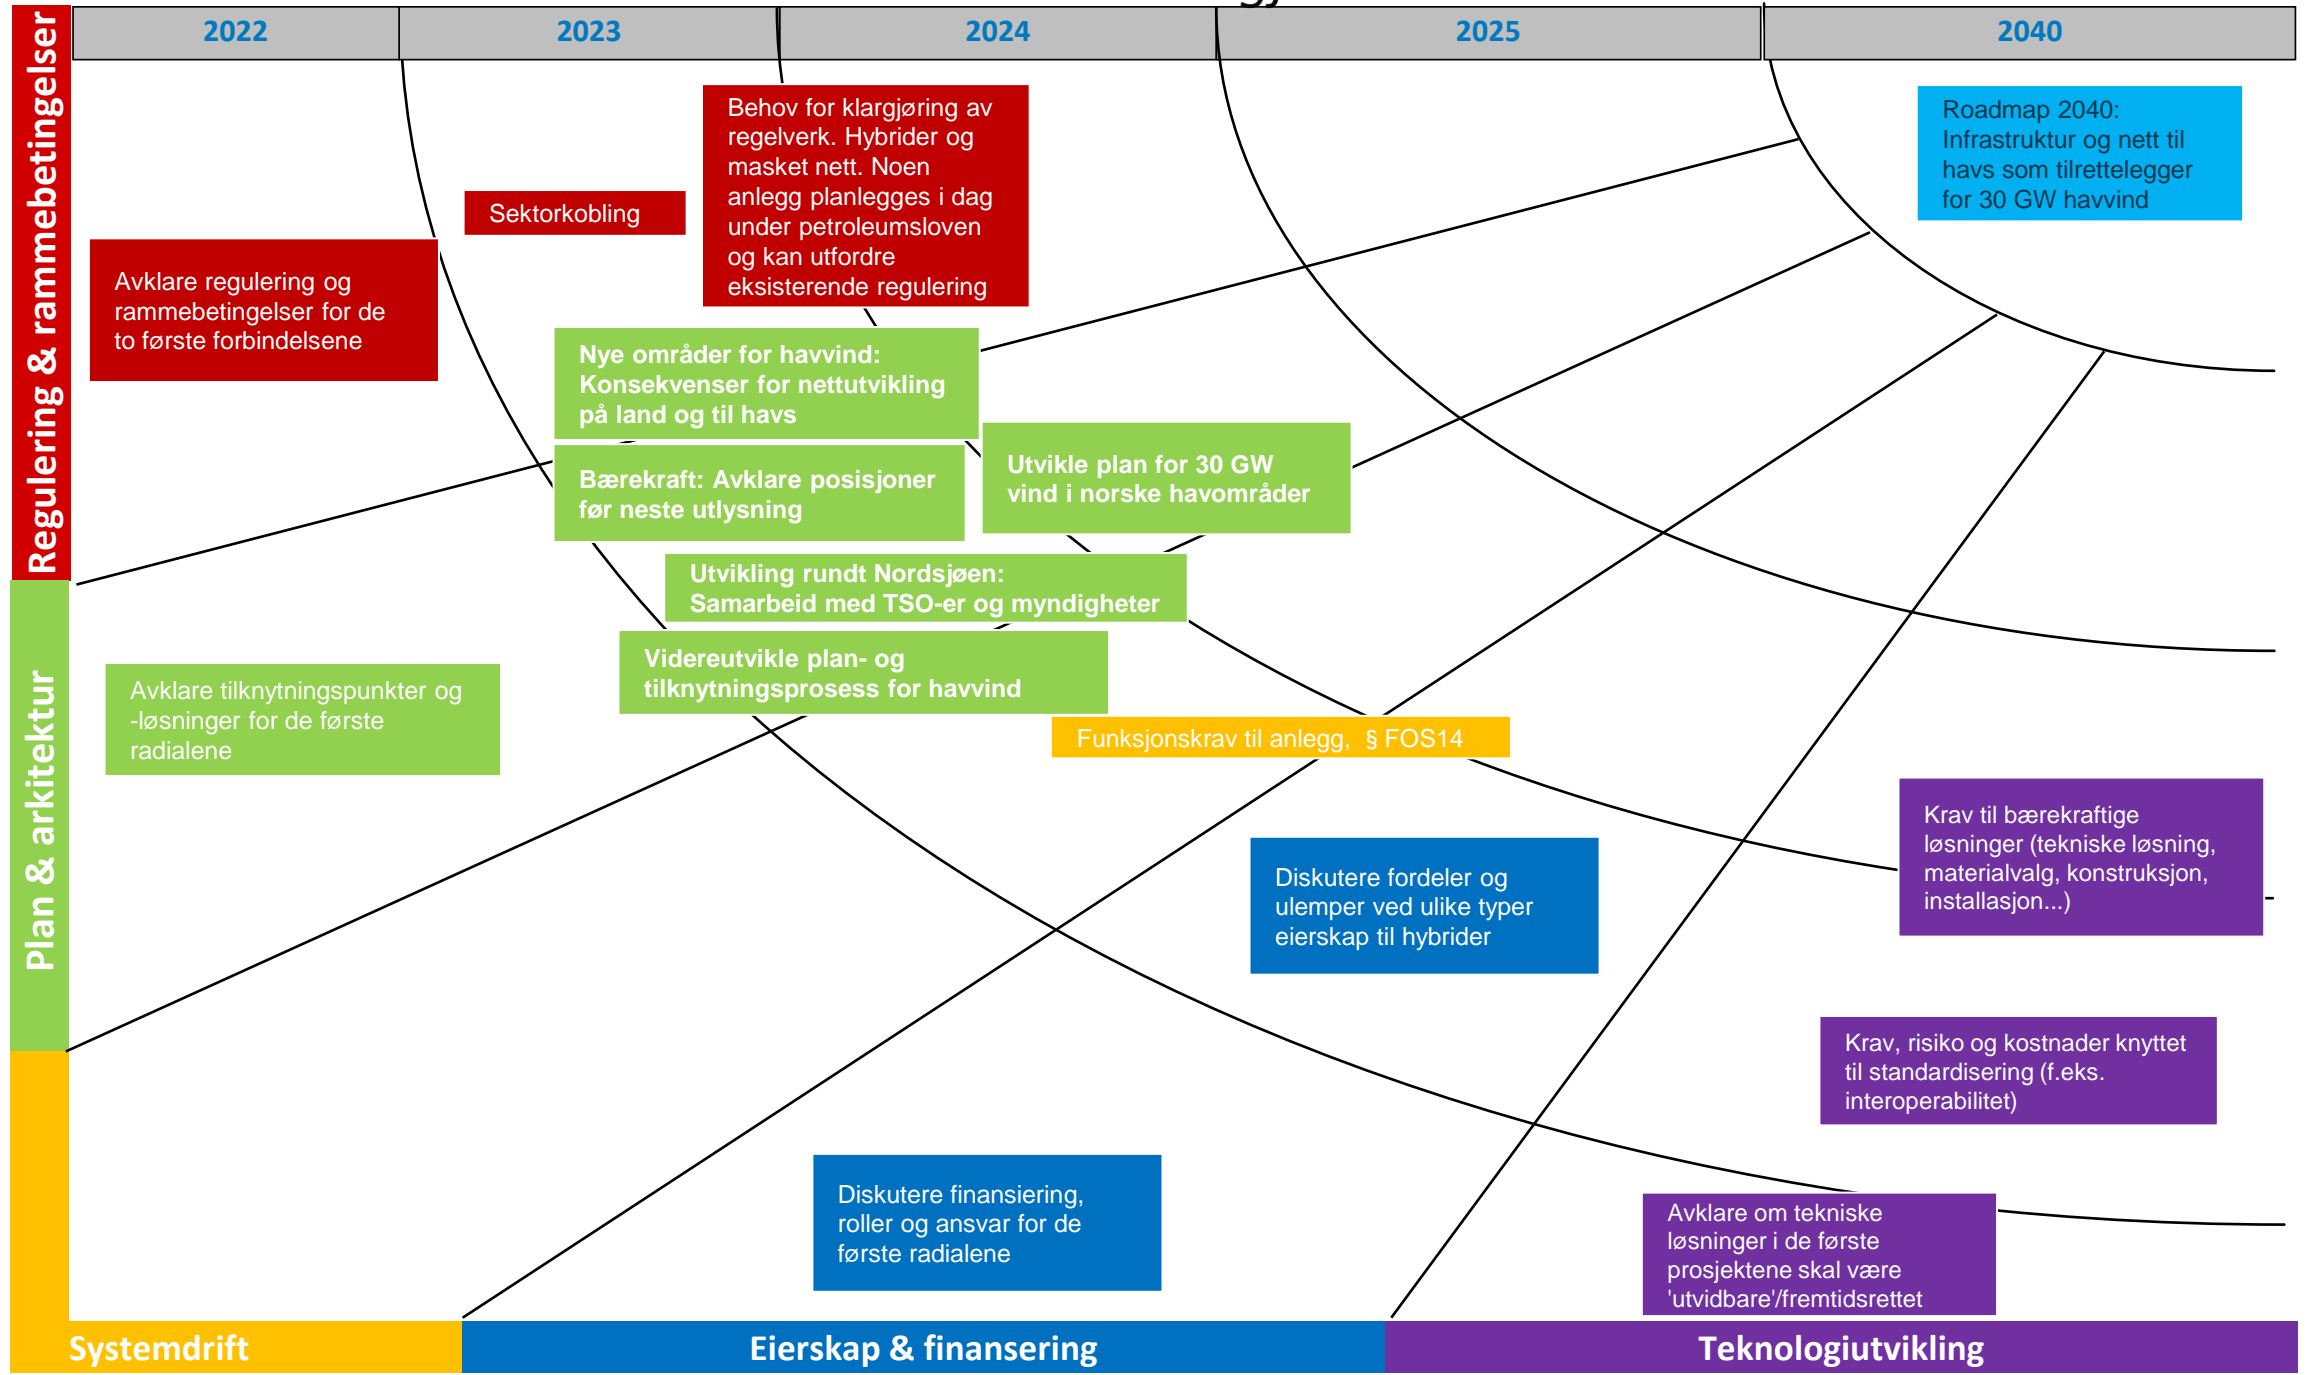 gj
2022
2023
2024
2025
2040
Regulering & rammebetingelser
Behov for klargjøring av
regelverk. Hybrider og
masket nett. Noen
anlegg planlegges i dag
under petroleumsloven
og kan utfordre
eksisterende regulering
Roadmap 2040:
Infrastruktur og nett til
havs som tilrettelegger
for 30 GW havvind
Sektorkobling
Avklare regulering og
rammebetingelser for de
to første forbindelsene
Nye områder for havvind:
Konsekvenser for nettutvikling
på land og til havs
Bærekraft: Avklare posisjoner
før neste utlysning
Utvikle plan for 30 GW
vind i norske havområder
Utvikling rundt Nordsjøen:
Samarbeid med TSO-er og myndigheter
Videreutvikle plan- og
tilknytningsprosess for havvind
Plan & arkitektur
Avklare tilknytningspunkter og
-løsninger for de første
radialene
Funksjonskrav til anlegg, § FOS14
Krav til bærekraftige
løsninger (tekniske løsning,
materialvalg, konstruksjon,
installasjon...)
Diskutere fordeler og
ulemper ved ulike typer
eierskap til hybrider
Krav, risiko og kostnader knyttet
til standardisering (f.eks.
interoperabilitet)
Diskutere finansiering,
roller og ansvar for de
første radialene
Avklare om tekniske
løsninger i de første
prosjektene skal være
'utvidbare'/fremtidsrettet
Systemdrift
Eierskap & finansering
Teknologiutvikling